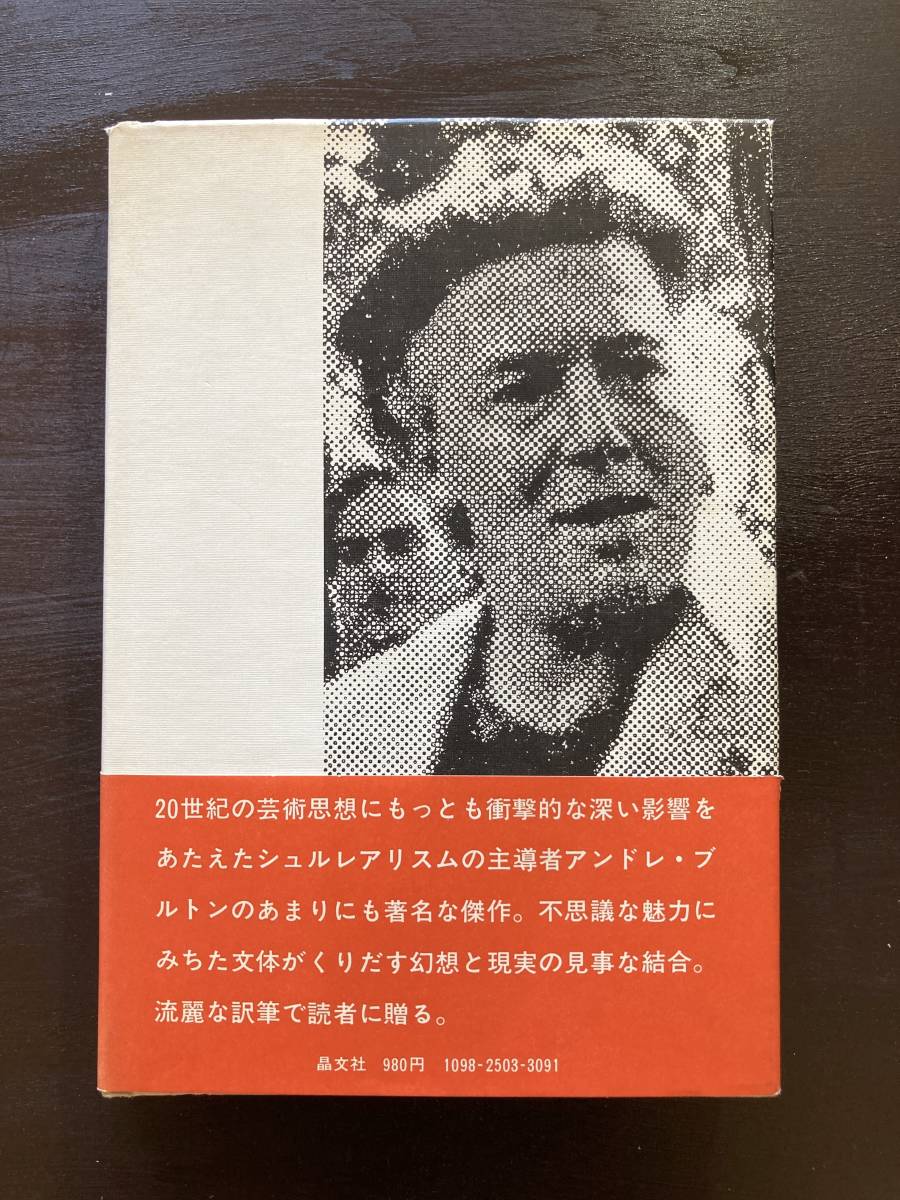 20世紀の芸術思想にもっとも衝撃的な深い影響を
あたえたシュルレアリスムの主導者アンドレ・ブ
ルトンのあまりにも著名な傑作。不思議な魅力に
みちた文体がくりだす幻想と現実の見事な結合。
流麗な訳筆で読者に贈る。
晶文社 980円 1098-2503-3091